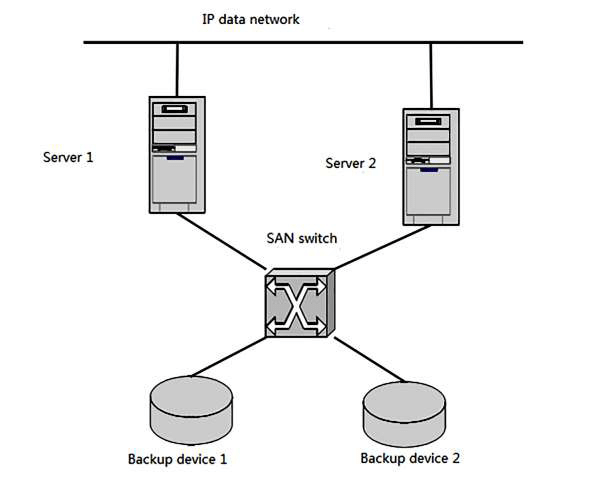 IP data network
Server 1
Server 2
SAN switch
Backup device 1
Backup device 2